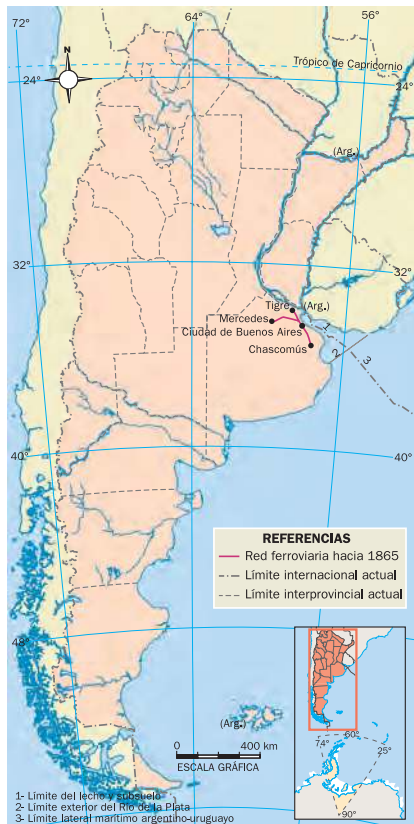 72°
64°
56°
N
Trópico de Capricornio
24°
24°
(Arg.)
32°
32°
Tigre
(Arg.)
Mercedes
1
Ciudad de Buenos Aires
Chascomús
2
3
40°
40°
REFERENCIAS
Red ferroviaria hacia 1865
Límite internacional actual
Límite interprovincial actual
48°
(Arg.)
0 400 km
ESCALA GRÁFICA
60°
74°
25°
90°
1- Límite del lecho y subsuelo
2- Límite exterior del Río de la Plata
3- Límite lateral marítimo argentino-uruguayo